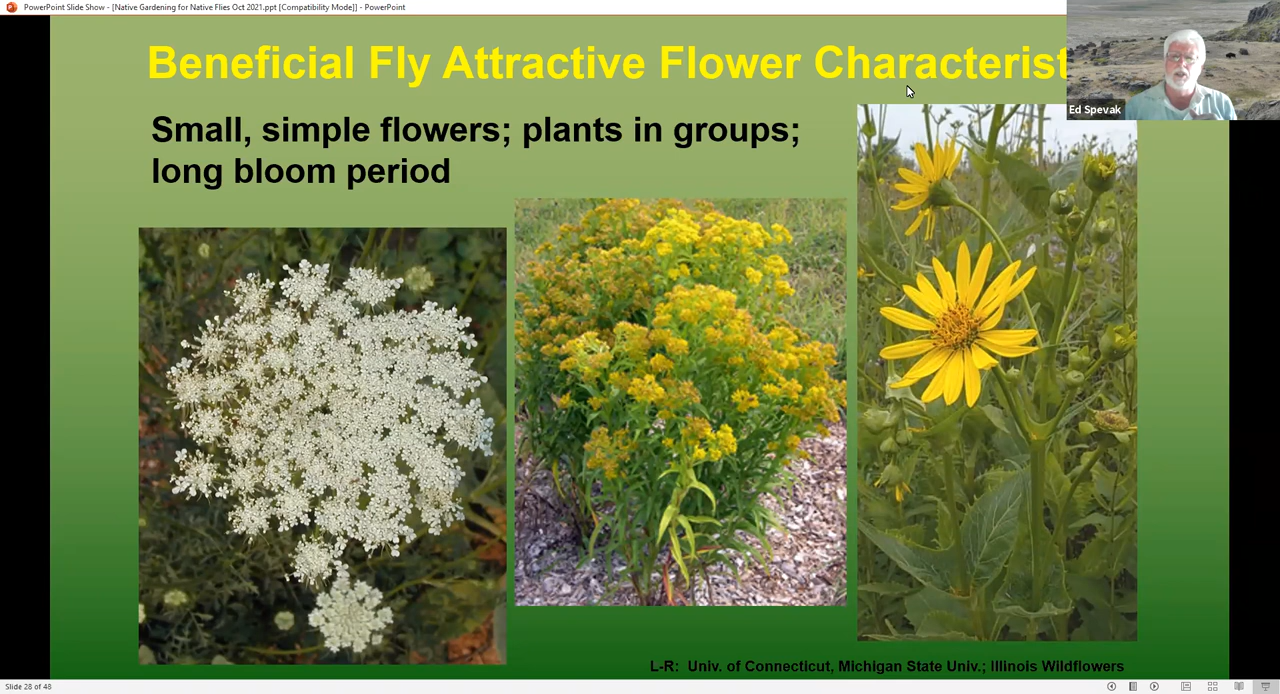 PowerPoint Slide Show - [Native Gardening for Native Flies Oct 2021.ppt [Compatibility Mode]] - PowerPoint
Beneficial Fly Attractive Flower Characterist
Ed Spevak
Small, simple flowers; plants in groups;
long bloom period
L-R: Univ. of Connecticut, Michigan State Univ.; Illinois Wildflowers
Slide 28 of 48